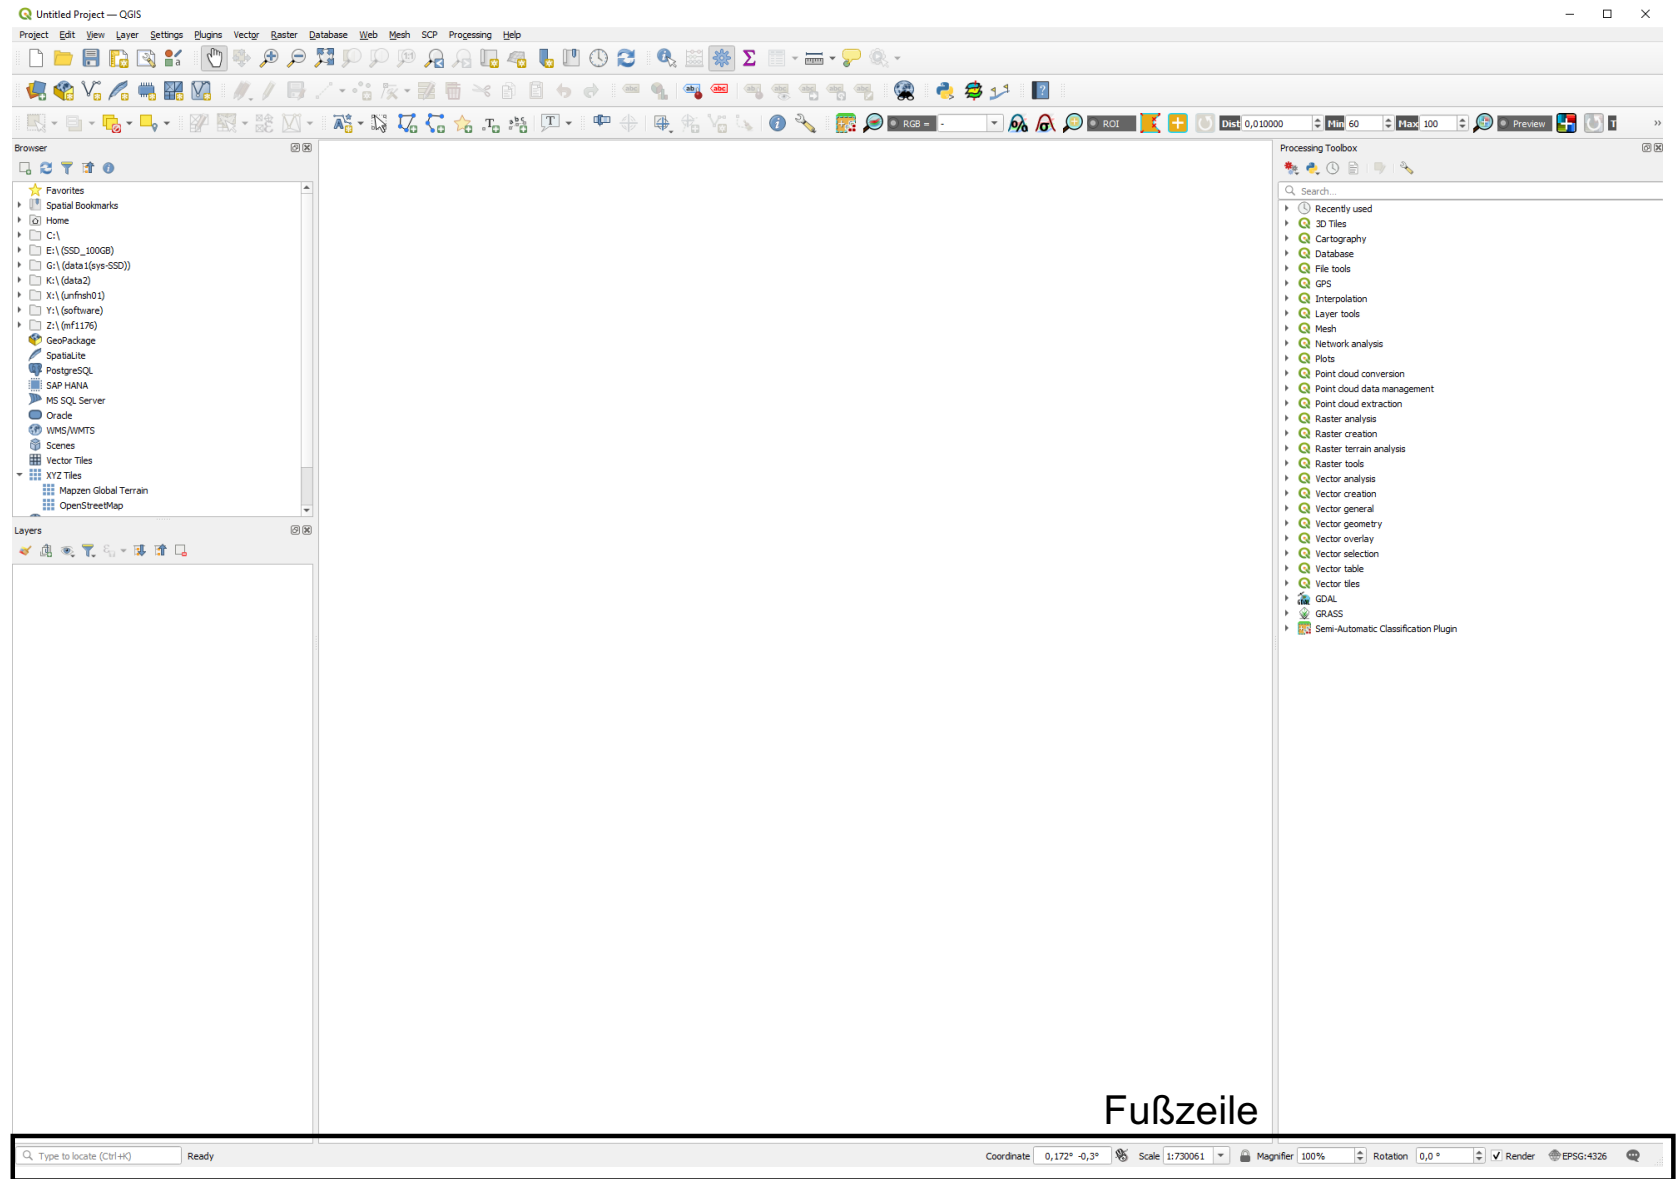 Untitled Project — QGIS
Project Edit View Layer Settings Plugins Vector Raster Database Web Mesh SCP Processing Help
RGB = - ROI Dist 0,010000 Min 60 Max 100 Preview T
Browser
Favorites
Spatial Bookmarks
Home
C:\
E:\ (SSD_100GB)
G:\ (data1(sys-SSD))
K:\ (data2)
X:\ (unfnsh01)
Y:\ (software)
Z:\ (mf1176)
GeoPackage
SpatiaLite
PostgreSQL
SAP HANA
MS SQL Server
Oracle
WMS/WMTS
Scenes
Vector Tiles
XYZ Tiles
Mapzen Global Terrain
OpenStreetMap
Layers
Processing Toolbox
Search...
Recently used
3D Tiles
Cartography
Database
File tools
GPS
Interpolation
Layer tools
Mesh
Network analysis
Plots
Point cloud conversion
Point cloud data management
Point cloud extraction
Raster analysis
Raster creation
Raster terrain analysis
Raster tools
Vector analysis
Vector creation
Vector general
Vector geometry
Vector overlay
Vector selection
Vector table
Vector tiles
GDAL
GRASS
Semi-Automatic Classification Plugin
Fußzeile
Type to locate (Ctrl+K) Ready Coordinate 0,172° -0,3° Scale 1:730061 Magnifier 100% Rotation 0,0 ° Render EPSG:4326